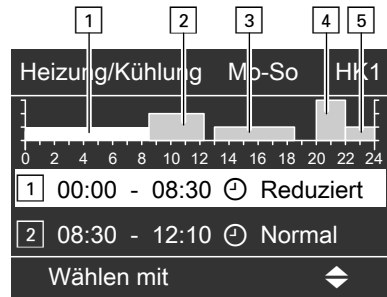 1 2 3 4 5
Heizung/Kühlung Mo-So HK1
0 2 4 6 8 10 12 14 16 18 20 22 24
1 00:00 - 08:30 Reduziert
2 08:30 - 12:10 Normal
Wählen mit